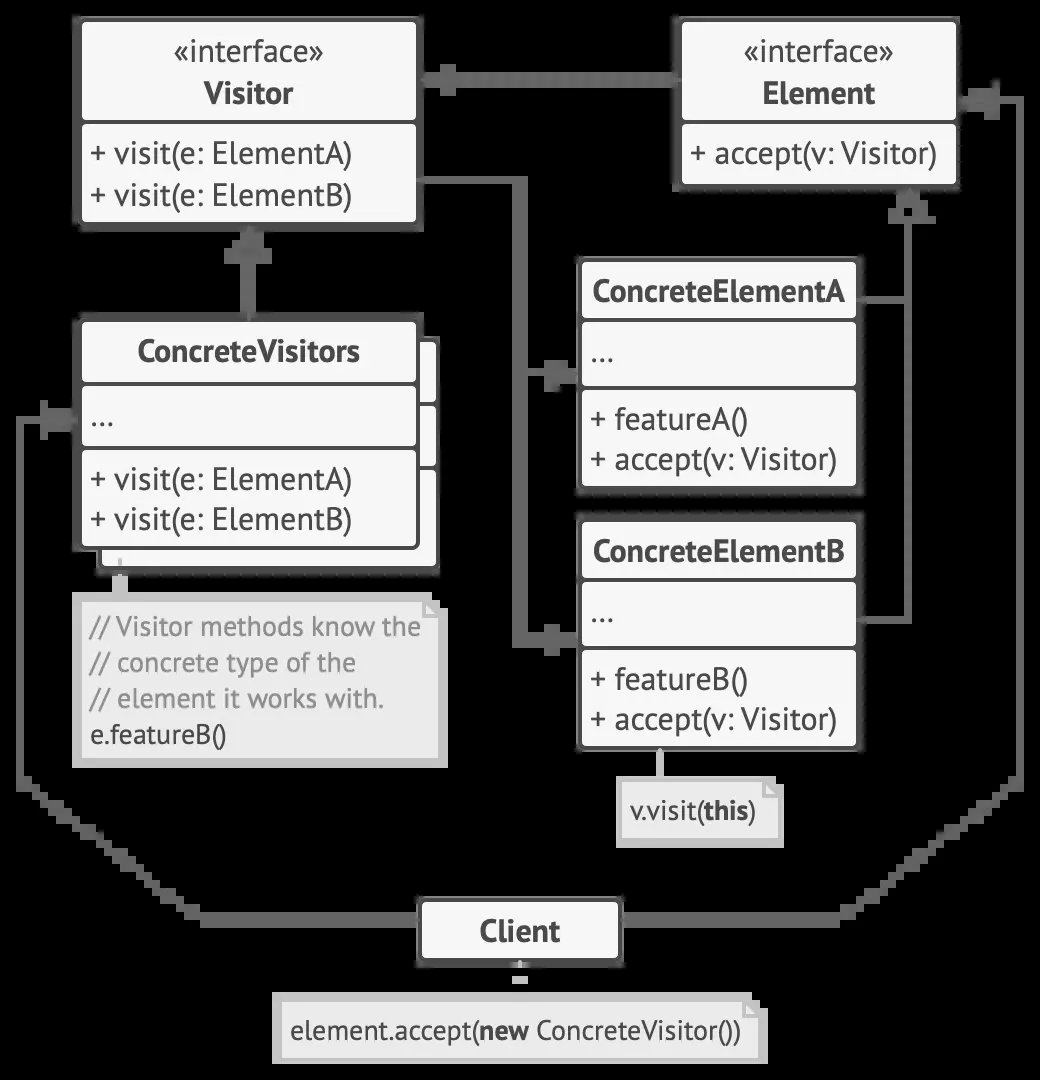 «interface»
Visitor
+ visit(e: ElementA)
+ visit(e: ElementB)
«interface»
Element
+ accept(v: Visitor)
ConcreteVisitors
...
+ visit(e: ElementA)
+ visit(e: ElementB)
// Visitor methods know the
// concrete type of the
// element it works with.
e.featureB()
ConcreteElementA
...
+ featureA()
+ accept(v: Visitor)
ConcreteElementB
...
+ featureB()
+ accept(v: Visitor)
v.visit(this)
Client
element.accept(new ConcreteVisitor())